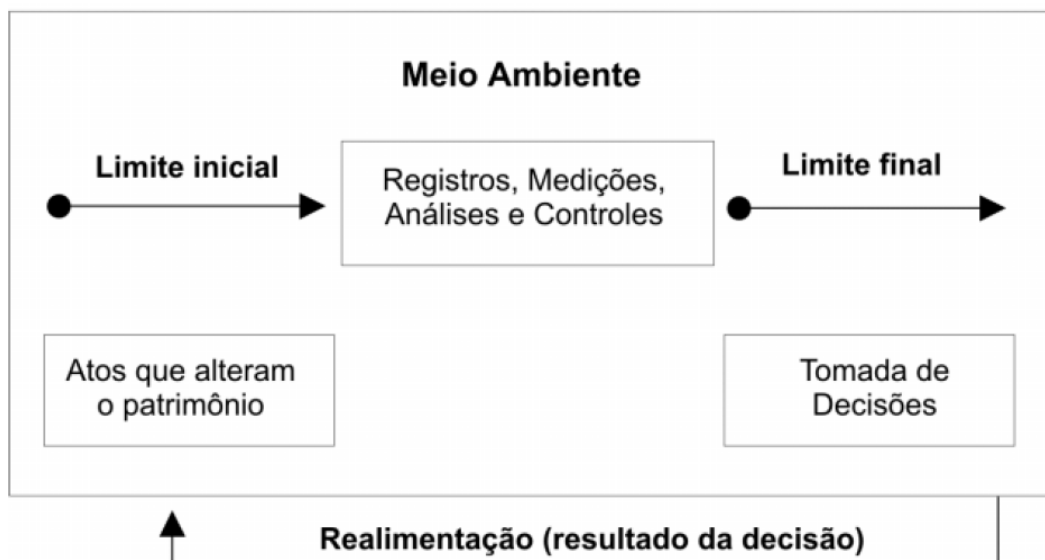 Meio Ambiente
Limite inicial
Registros, Medições,
Análises e Controles
Limite final
Atos que alteram
o patrimônio
Tomada de
Decisões
Realimentação (resultado da decisão)